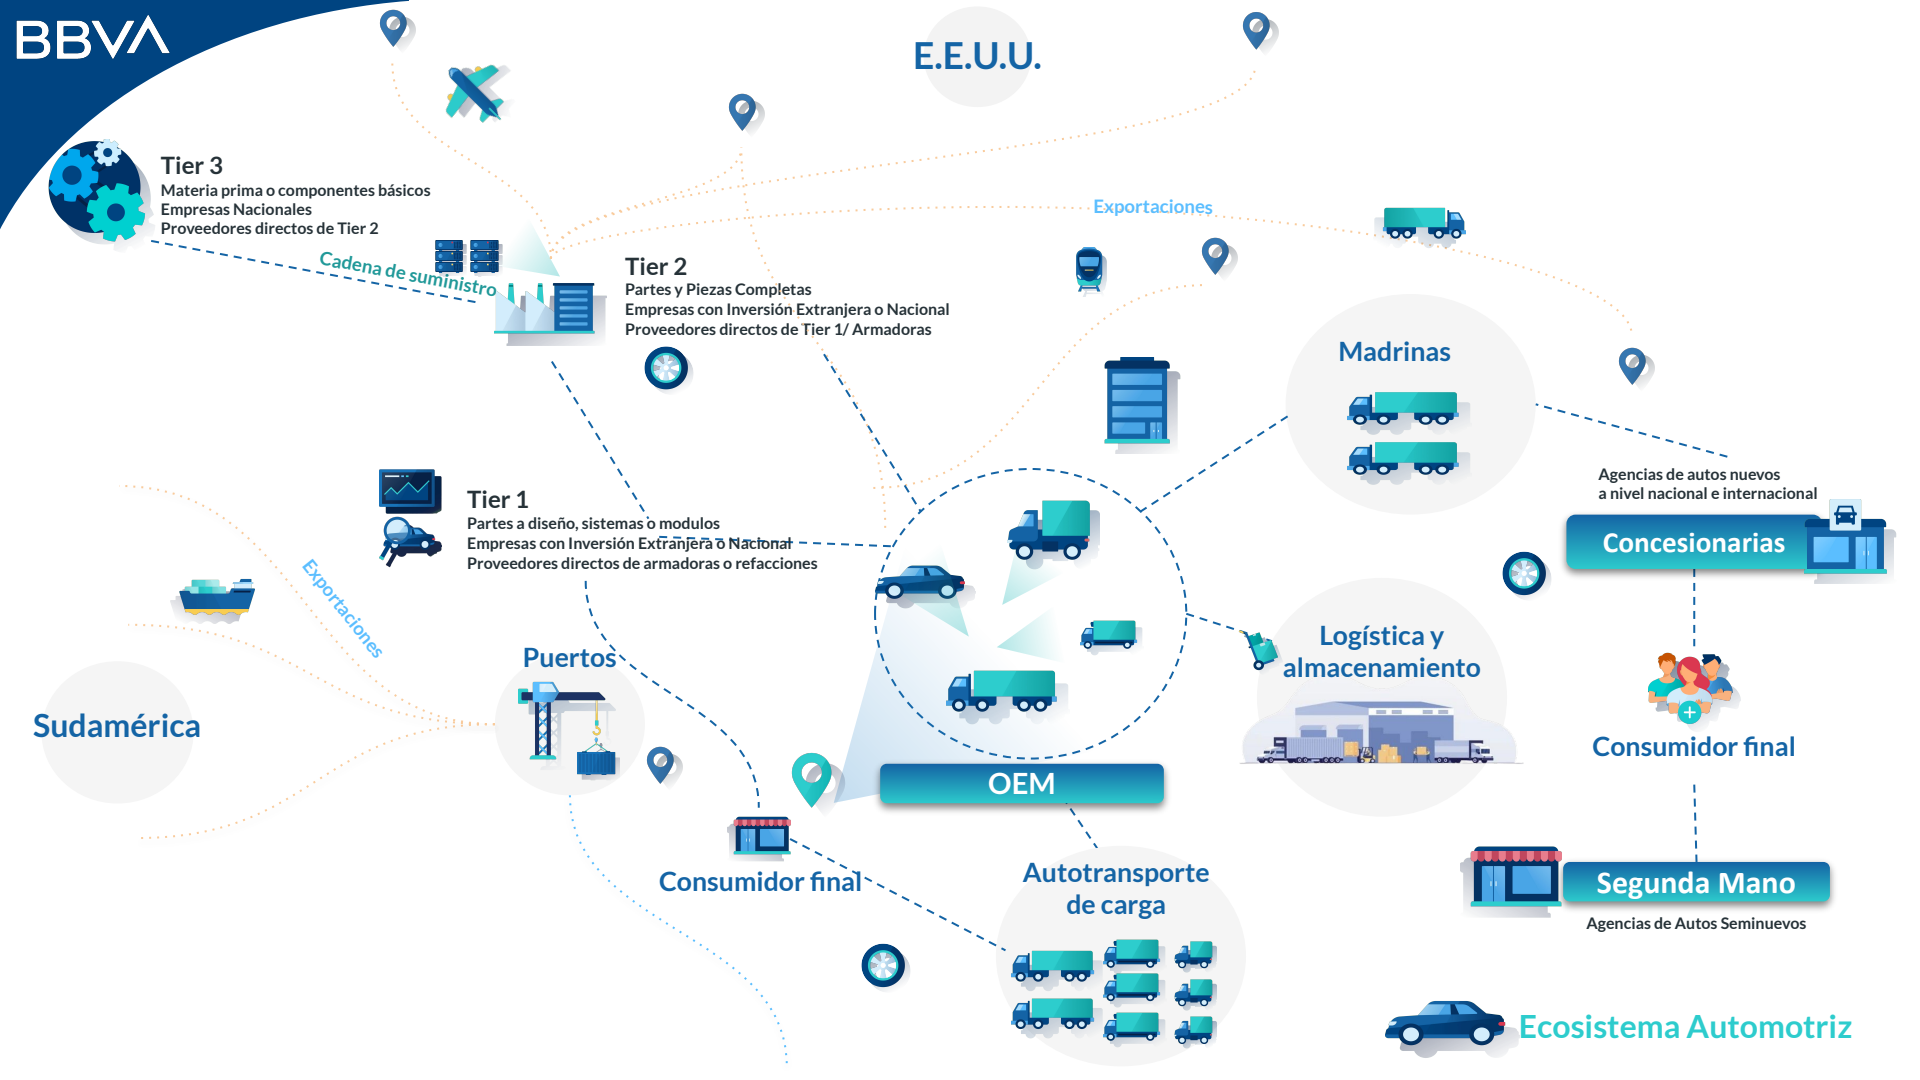 BBVA
E.E.U.U.
Tier 3
Materia prima o componentes básicos
Empresas Nacionales
Proveedores directos de Tier 2
Cadena de suministro
Exportaciones
Tier 2
Partes y Piezas Completas
Empresas con Inversión Extranjera o Nacional
Proveedores directos de Tier 1/ Armadoras
Madrinas
Agencias de autos nuevos
a nivel nacional e internacional
Concesionarias
Tier 1
Partes a diseño, sistemas o modulos
Empresas con Inversión Extranjera o Nacional
Proveedores directos de armadoras o refacciones
Exportaciones
Puertos
Logística y
almacenamiento
Sudamérica
Consumidor final
OEM
Consumidor final
Autotransporte
de carga
Segunda Mano
Agencias de Autos Seminuevos
Ecosistema Automotriz